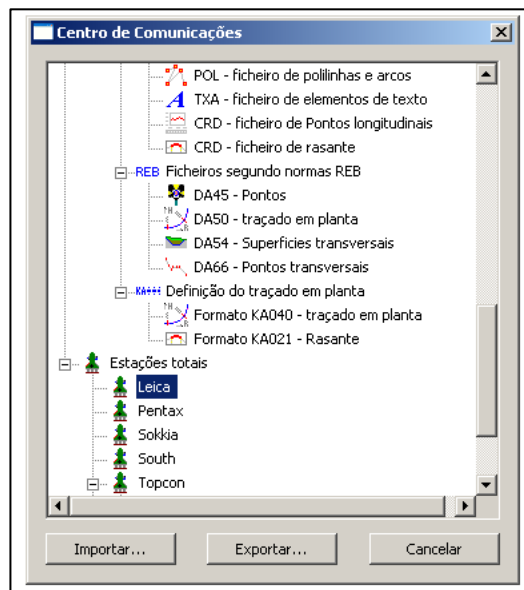 Centro de Comunicações
POL - ficheiro de polilinhas e arcos
A TXA - ficheiro de elementos de texto
CRD - ficheiro de Pontos longitudinais
CRD - ficheiro de rasante
REB Ficheiros segundo normas REB
DA45 - Pontos
DA50 - traçado em planta
DA54 - Superficies transversais
DA66 - Pontos transversais
KA*** Definição do traçado em planta
Formato KA040 - traçado em planta
Formato KA021 - Rasante
Estações totais
Leica
Pentax
Sokkia
South
Topcon
Importar... Exportar... Cancelar